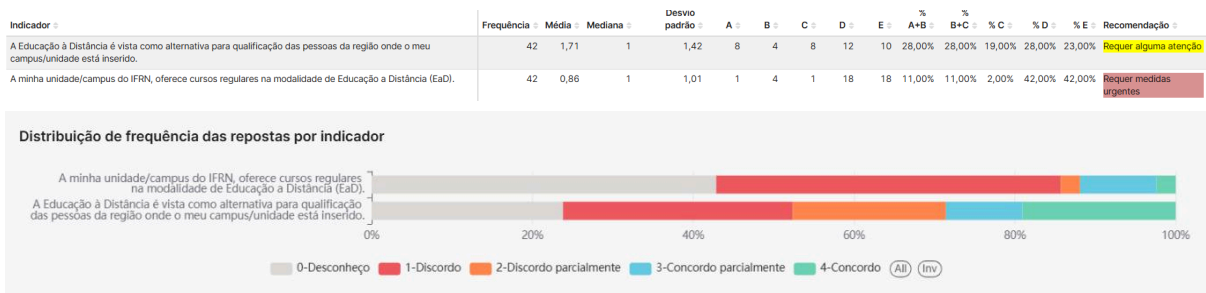 Indicador Frequência Média Mediana Desvio padrão A B C D E % A+B % B+C % C % D % E Recomendação
A Educação à Distância é vista como alternativa para qualificação das pessoas da região onde o meu campus/unidade está inserido. 42 1,71 1 1,42 8 4 8 12 10 28,00% 28,00% 19,00% 28,00% 23,00% Requer alguma atenção
A minha unidade/campus do IFRN, oferece cursos regulares na modalidade de Educação a Distância (EaD). 42 0,86 1 1,01 1 4 1 18 18 11,00% 11,00% 2,00% 42,00% 42,00% Requer medidas urgentes
Distribuição de frequência das repostas por indicador
A minha unidade/campus do IFRN, oferece cursos regulares
na modalidade de Educação a Distância (EaD).
A Educação à Distância é vista como alternativa para qualificação
das pessoas da região onde o meu campus/unidade está inserido.
0% 20% 40% 60% 80% 100%
0-Desconheço 1-Discordo 2-Discordo parcialmente 3-Concordo parcialmente 4-Concordo All Inv